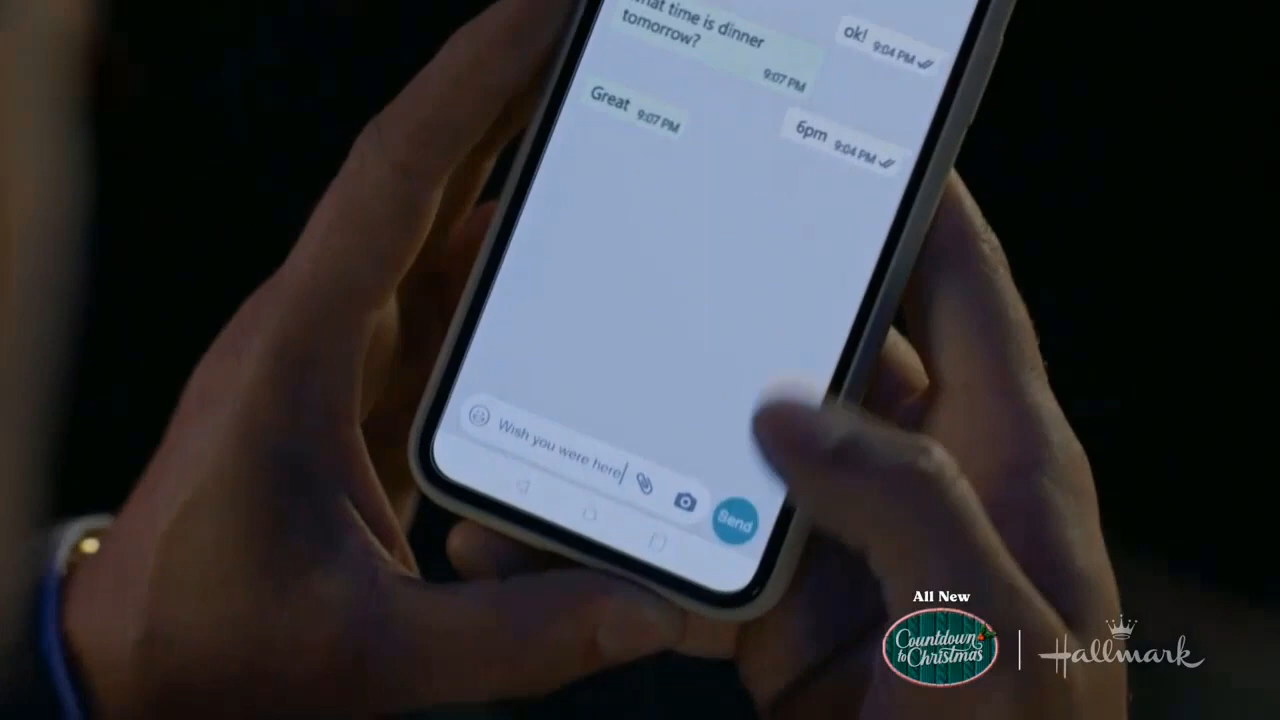 time is dinner
tomorrow?
9:07 PM
ok! 9:04 PM
Great 9:07 PM
6pm 9:04 PM
Wish you were here
Send
All New
Countdown
to Christmas
Hallmark